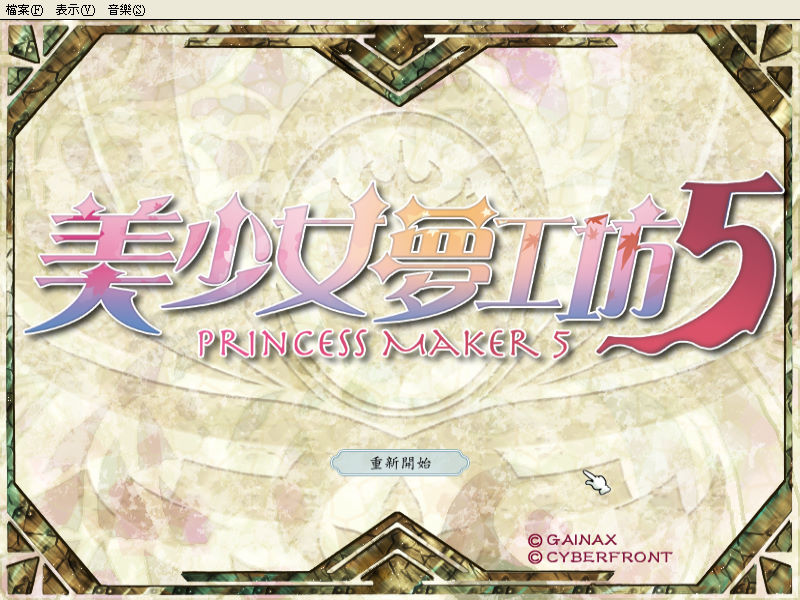 檔案(F) 表示(V) 音樂(S)
美少女夢工坊5
PRINCESS MAKER 5
重新開始
© GAINAX
© CYBERFRONT